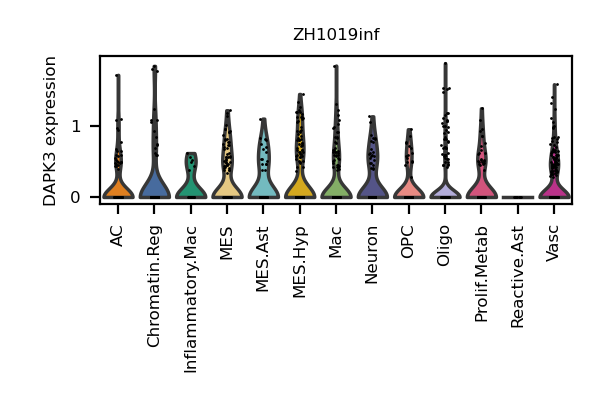 ZH1019inf
DAPK3 expression
1
0
AC
Chromatin.Reg
Inflammatory.Mac
MES
MES.Ast
MES.Hyp
Mac
Neuron
OPC
Oligo
Prolif.Metab
Reactive.Ast
Vasc